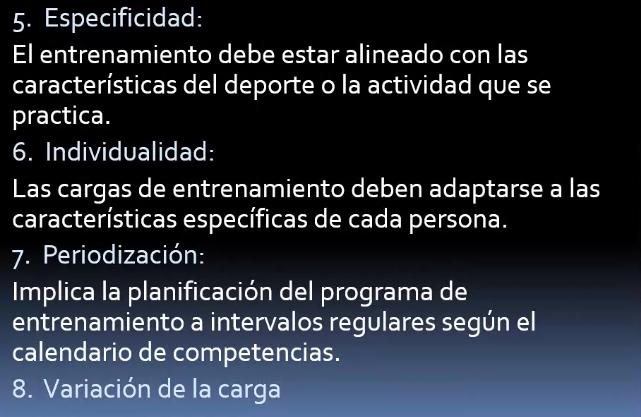 5. Especificidad:
El entrenamiento debe estar alineado con las
características del deporte o la actividad que se
practica.
6. Individualidad:
Las cargas de entrenamiento deben adaptarse a las
características específicas de cada persona.
7. Periodización:
Implica la planificación del programa de
entrenamiento a intervalos regulares según el
calendario de competencias.
8. Variación de la carga